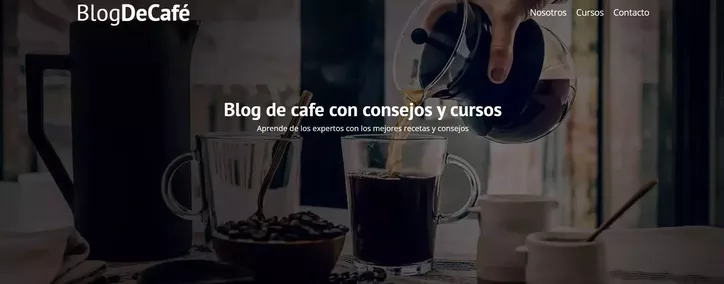 BlogDeCafé
Nosotros Cursos Contacto
Blog de cafe con consejos y cursos
Aprende de los expertos con los mejores recetas y consejos